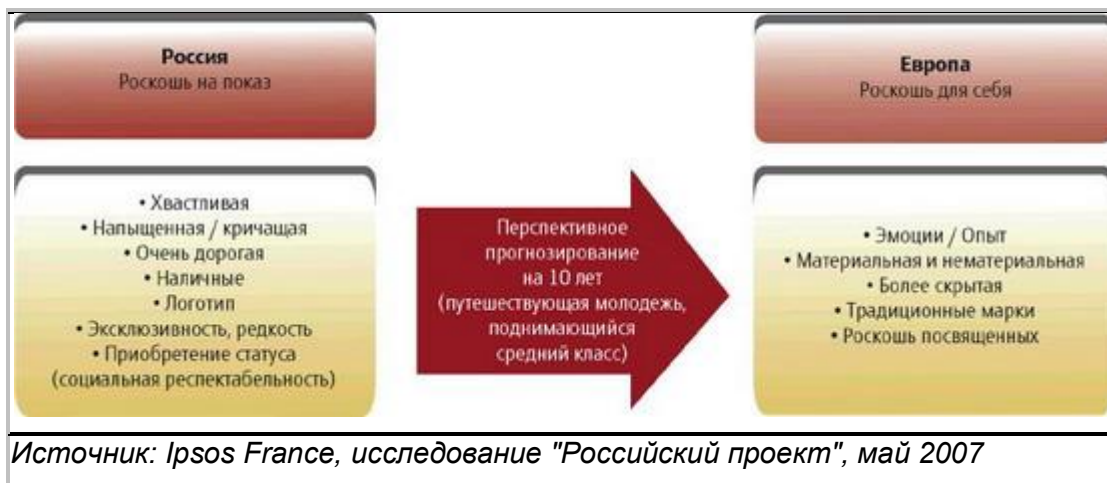 Россия
Роскошь на показ
• Хвастливая
• Напыщенная / кричащая
• Очень дорогая
• Наличные
• Логотип
• Эксклюзивность, редкость
• Приобретение статуса
(социальная респектабельность)
Перспективное
прогнозирование
на 10 лет
(путешествующая молодежь,
поднимающийся
средний класс)
Европа
Роскошь для себя
• Эмоции / Опыт
• Материальная и нематериальная
• Более скрытая
• Традиционные марки
• Роскошь посвященных
Источник: Ipsos France, исследование "Российский проект", май 2007